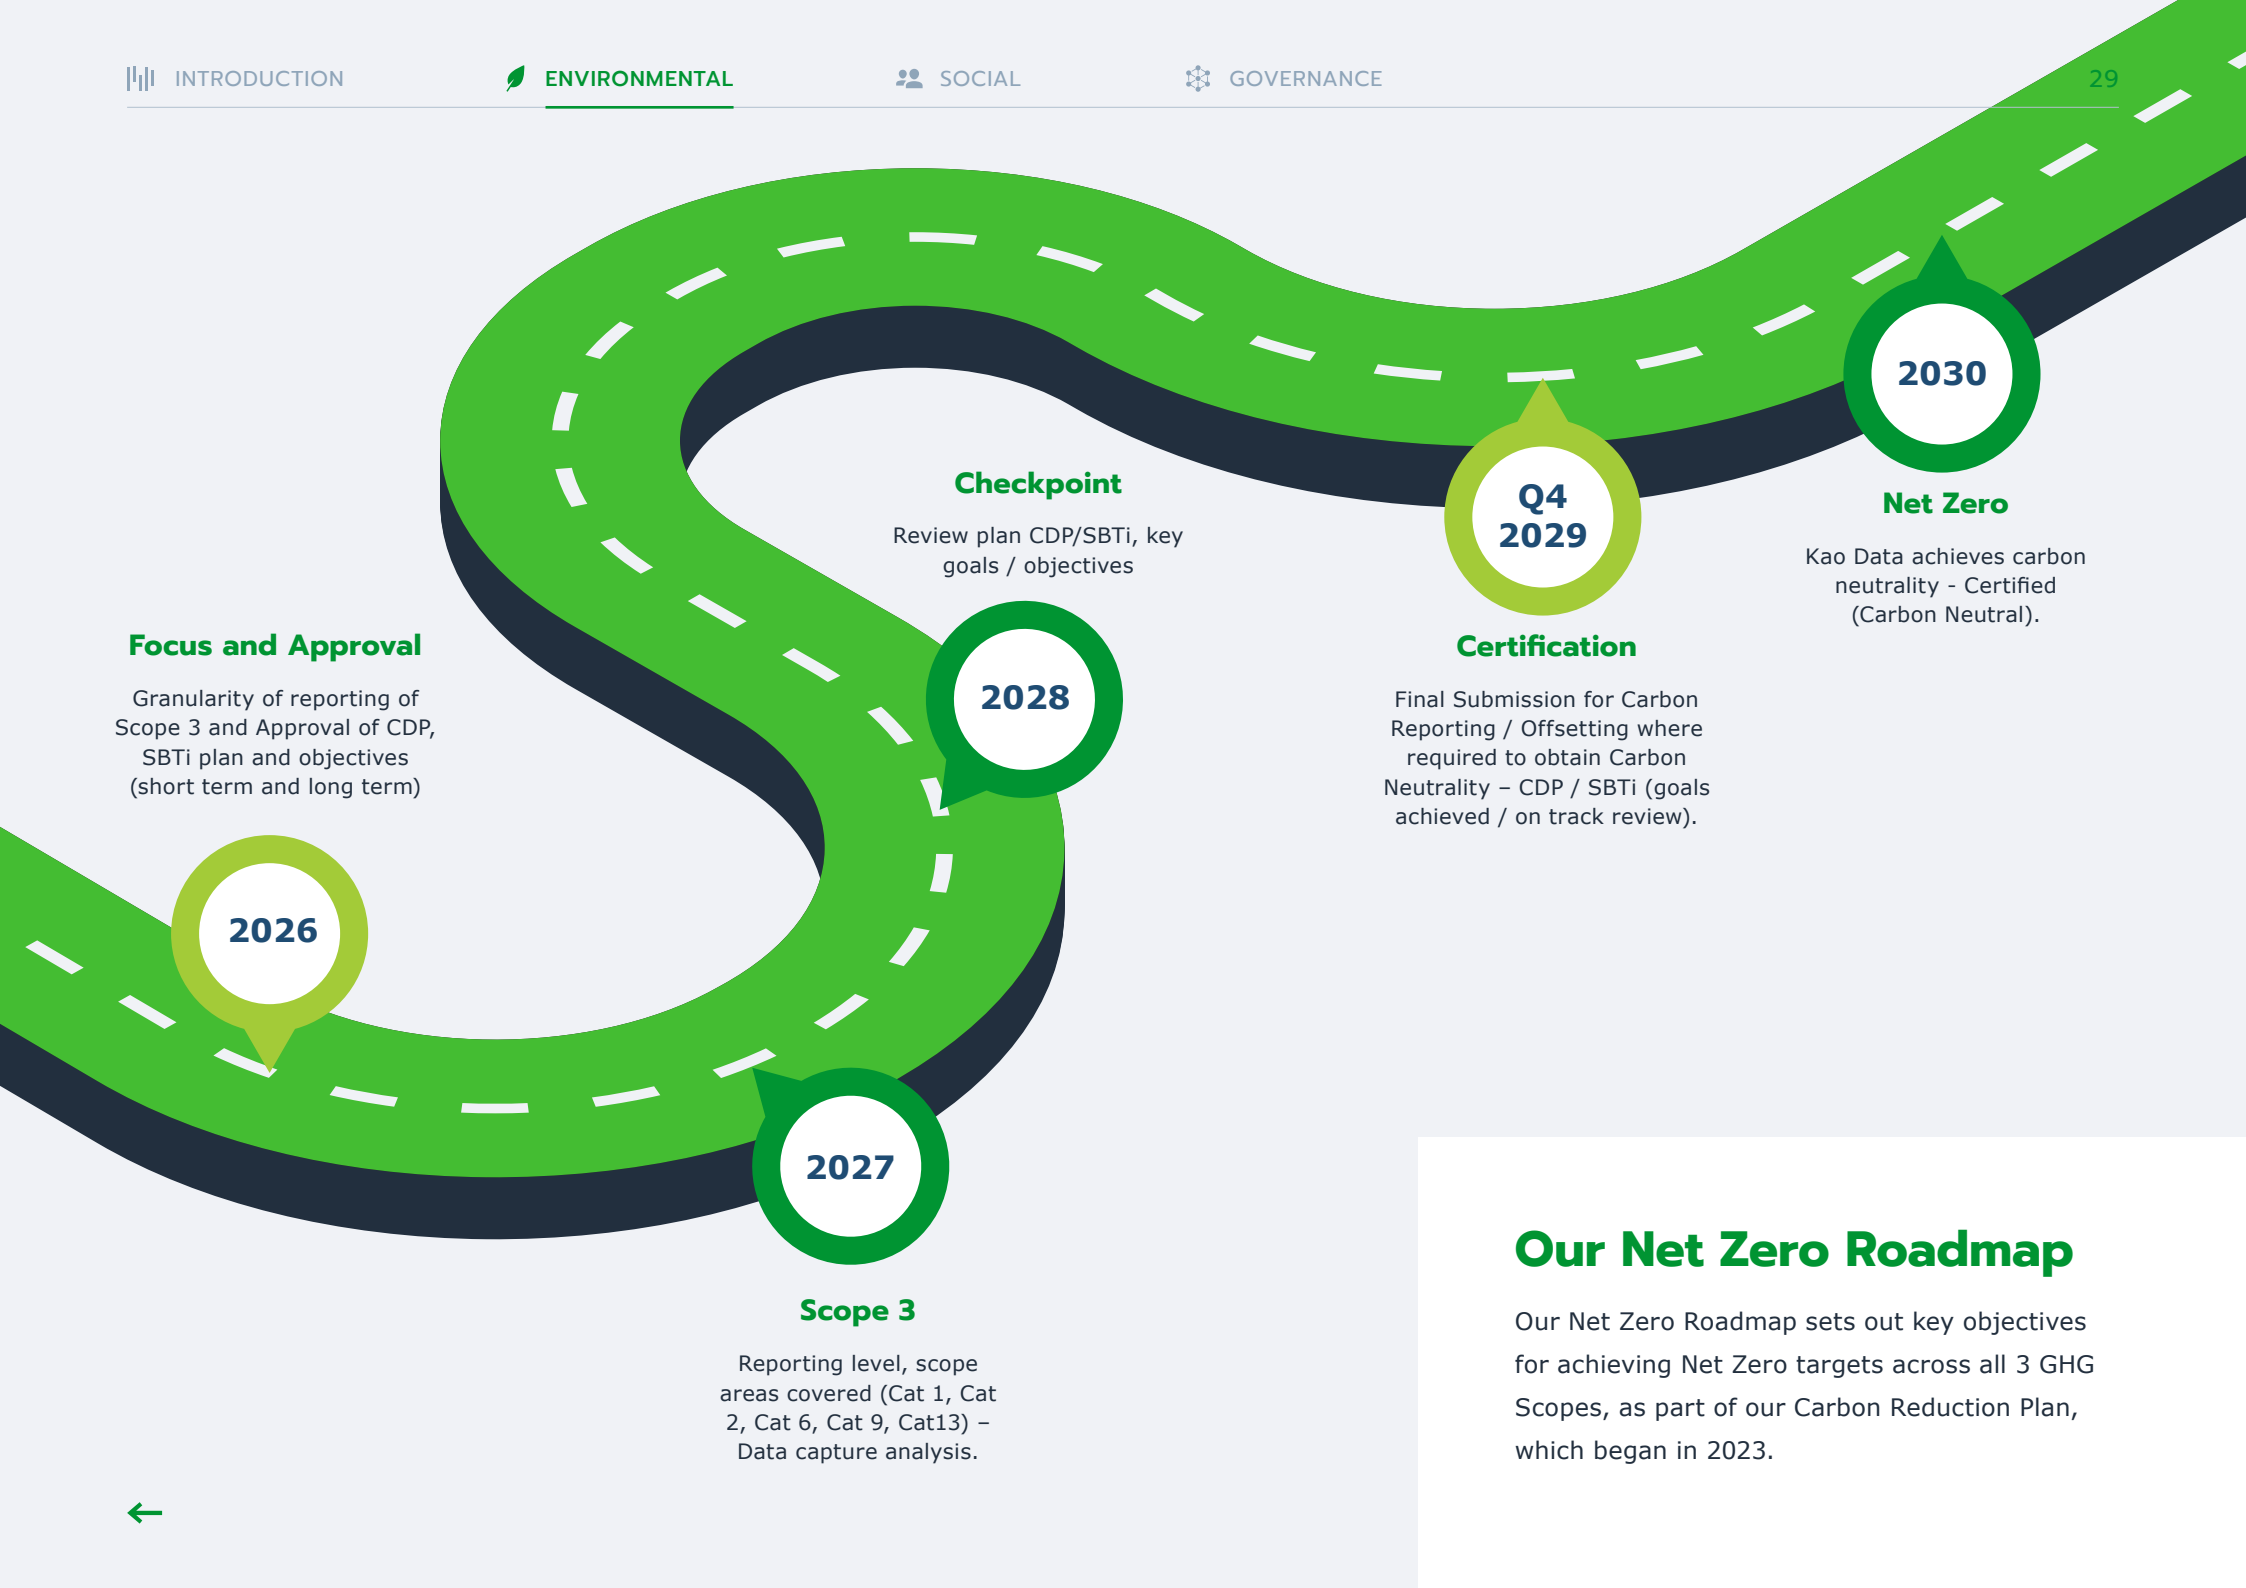 INTRODUCTION
ENVIRONMENTAL
SOCIAL
GOVERNANCE
29
Focus and Approval
Granularity of reporting of
Scope 3 and Approval of CDP,
SBTi plan and objectives
(short term and long term)
2026
2027
Scope 3
Reporting level, scope
areas covered (Cat 1, Cat
2, Cat 6, Cat 9, Cat13) –
Data capture analysis.
Checkpoint
Review plan CDP/SBTi, key
goals / objectives
2028
Q4
2029
Certification
Final Submission for Carbon
Reporting / Offsetting where
required to obtain Carbon
Neutrality – CDP / SBTi (goals
achieved / on track review).
2030
Net Zero
Kao Data achieves carbon
neutrality - Certified
(Carbon Neutral).
Our Net Zero Roadmap
Our Net Zero Roadmap sets out key objectives
for achieving Net Zero targets across all 3 GHG
Scopes, as part of our Carbon Reduction Plan,
which began in 2023.